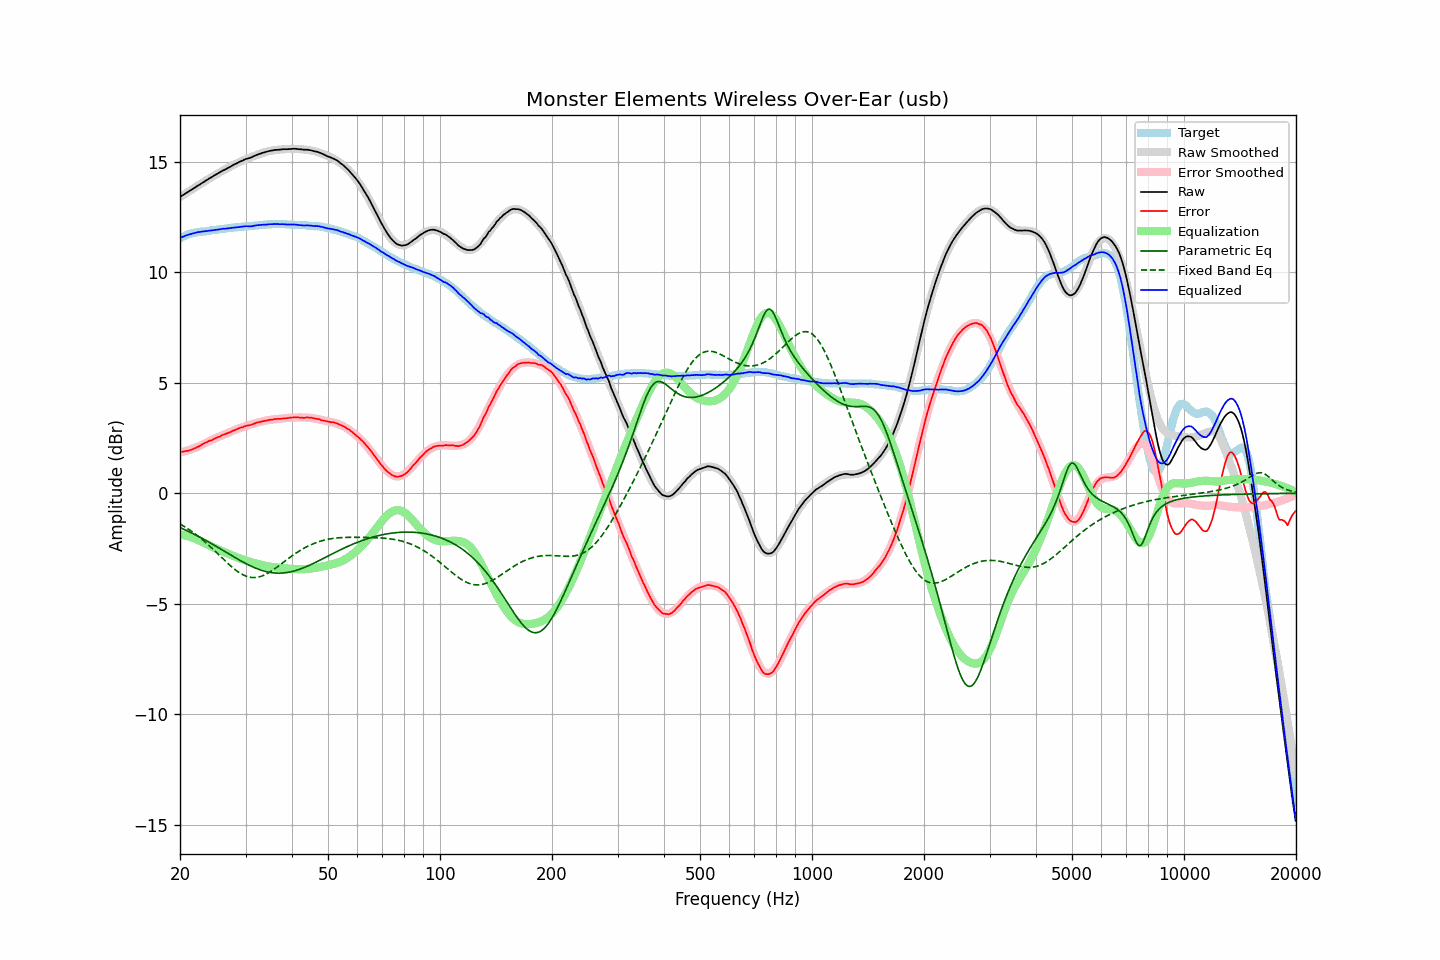 Monster Elements Wireless Over-Ear (usb)
Target
Raw Smoothed
Error Smoothed
Raw
Error
Equalization
Parametric Eq
Fixed Band Eq
Equalized
Amplitude (dBr)
15
10
5
0
−5
−10
−15
20 50 100 200 500 1000 2000 5000 10000 20000
Frequency (Hz)